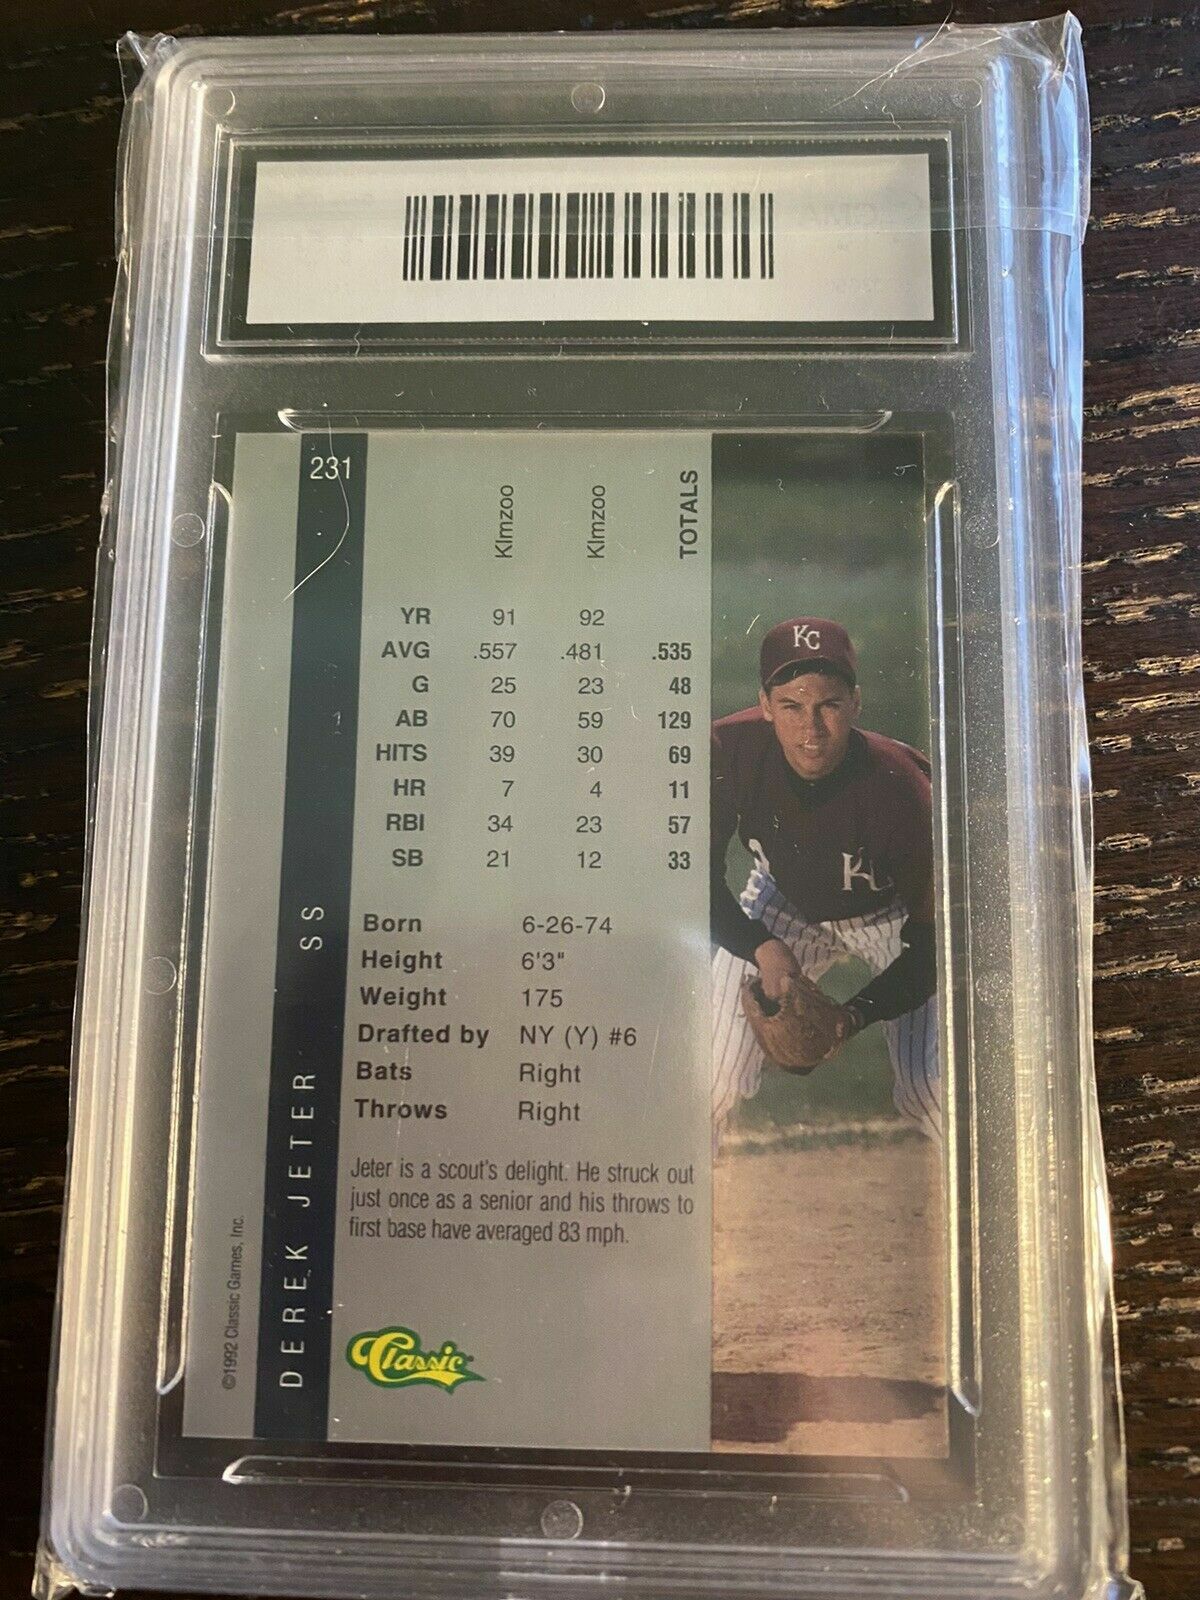 231
Klmzoo Klmzoo TOTALS
YR 91 92
AVG .557 .481 .535
G 25 23 48
AB 70 59 129
HITS 39 30 69
HR 7 4 11
RBI 34 23 57
SB 21 12 33
Born 6-26-74
Height 6'3"
Weight 175
Drafted by NY (Y) #6
Bats Right
Throws Right
Jeter is a scout's delight. He struck out
just once as a senior and his throws to
first base have averaged 83 mph.
Classic
DEREK JETER SS
©1992 Classic Games, Inc.
KC
KC